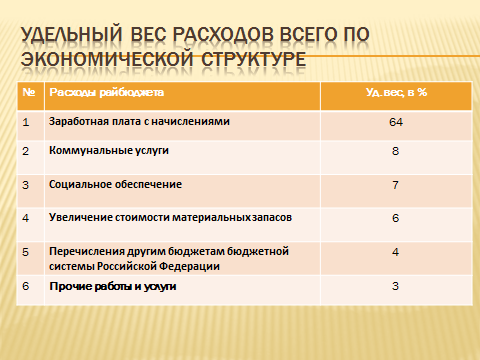 УДЕЛЬНЫЙ ВЕС РАСХОДОВ ВСЕГО ПО
ЭКОНОМИЧЕСКОЙ СТРУКТУРЕ
№ Расходы райбюджета Уд. вес, в %
1 Заработная плата с начислениями 64
2 Коммунальные услуги 8
3 Социальное обеспечение 7
4 Увеличение стоимости материальных запасов 6
5 Перечисления другим бюджетам бюджетной
системы Российской Федерации 4
6 Прочие работы и услуги 3